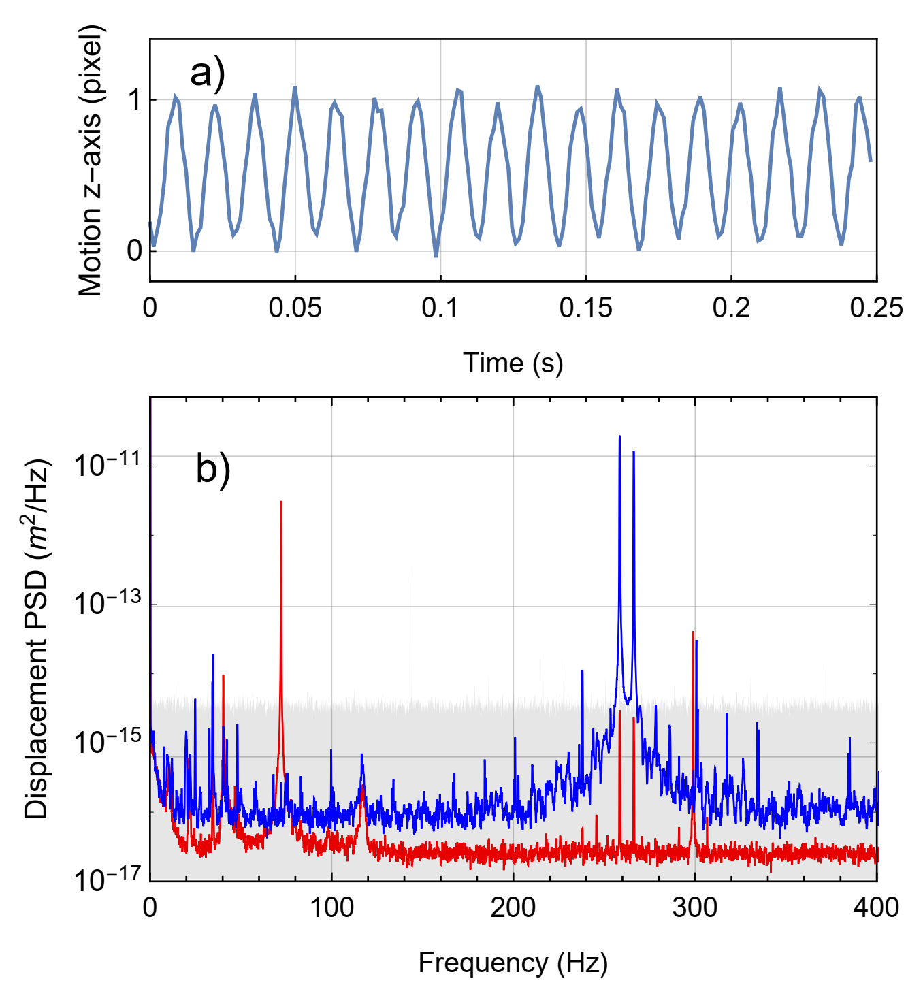 a)
Motion z−axis (pixel)
1
0
0 0.05 0.1 0.15 0.2 0.25
Time (s)
b)
Displacement PSD (m²/Hz)
10⁻¹¹
10⁻¹³
10⁻¹⁵
10⁻¹⁷
0 100 200 300 400
Frequency (Hz)